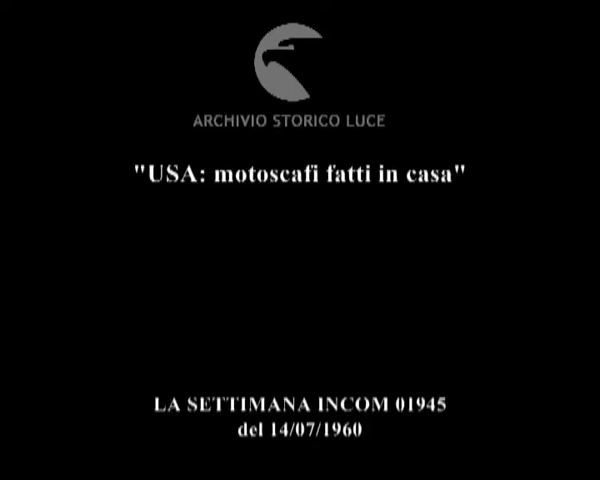 ARCHIVIO STORICO LUCE
"USA: motoscafi fatti in casa"
LA SETTIMANA INCOM 01945
del 14/07/1960